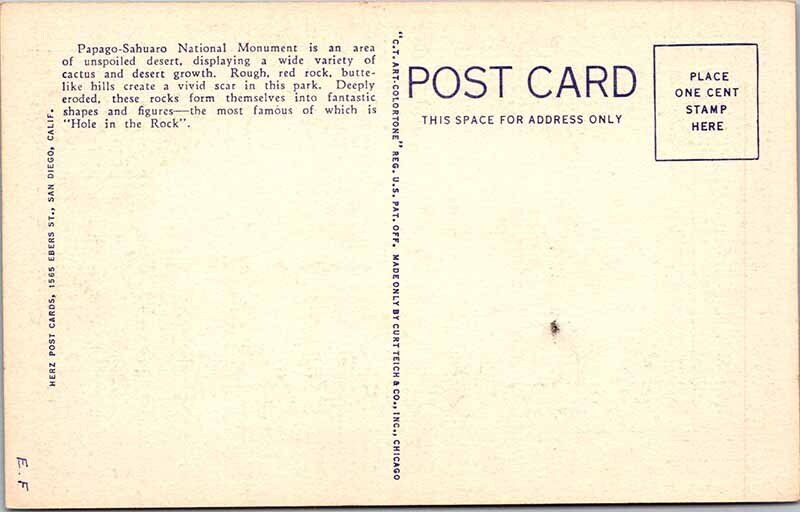 Papago-Sahuaro National Monument is an area
of unspoiled desert, displaying a wide variety of
cactus and desert growth. Rough, red rock, butte-
like hills create a vivid scar in this park. Deeply
eroded, these rocks form themselves into fantastic
shapes and figures—the most famous of which is
"Hole in the Rock".
HERZ POST CARDS, 1565 EBERS ST., SAN DIEGO, CALIF.
E.F
"C.T. ART-COLORTONE" REG. U.S. PAT. OFF. MADE ONLY BY CURT TEICH & CO., INC., CHICAGO
POST CARD
THIS SPACE FOR ADDRESS ONLY
PLACE
ONE CENT
STAMP
HERE